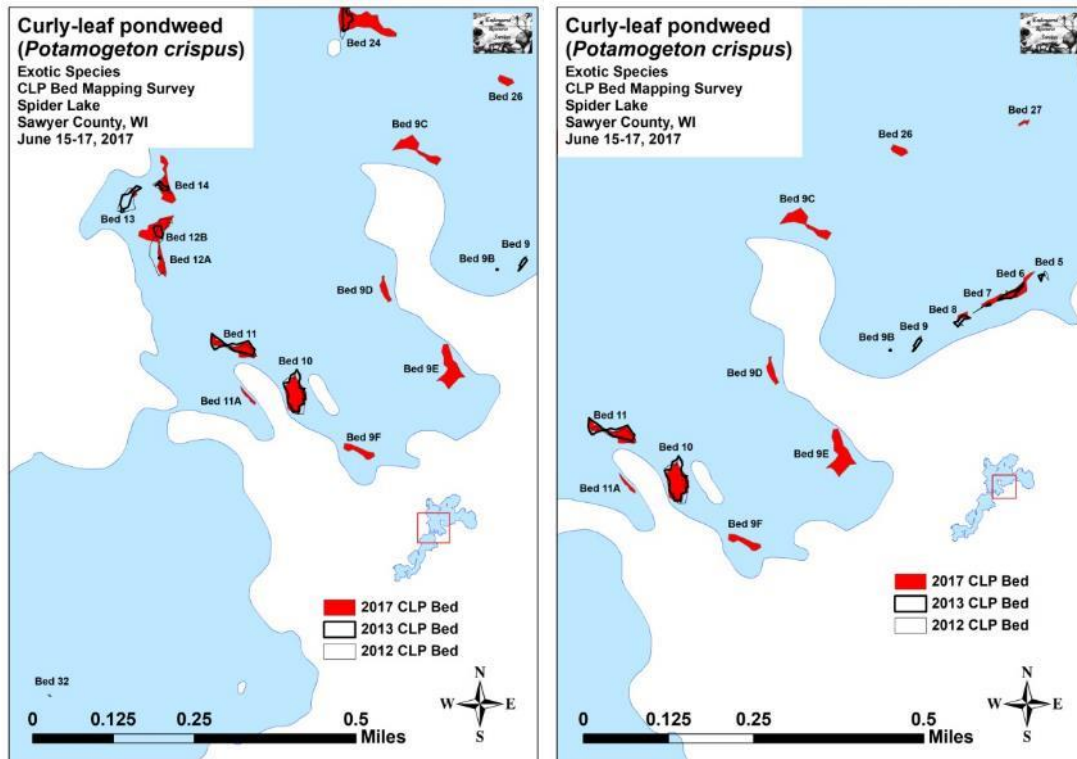 Curly-leaf pondweed
(Potamogeton crispus)
Exotic Species
CLP Bed Mapping Survey
Spider Lake
Sawyer County, WI
June 15-17, 2017
Endangered
Resource
Services
Bed 24
Bed 26
Bed 9C
Bed 14
Bed 13
Bed 12B
Bed 12A
Bed 9
Bed 9B
Bed 9D
Bed 11
Bed 10
Bed 9E
Bed 11A
Bed 9F
2017 CLP Bed
2013 CLP Bed
2012 CLP Bed
Bed 32
N
W E
S
0 0.125 0.25 0.5
Miles
Curly-leaf pondweed
(Potamogeton crispus)
Exotic Species
CLP Bed Mapping Survey
Spider Lake
Sawyer County, WI
June 15-17, 2017
Endangered
Resource
Services
Bed 27
Bed 26
Bed 9C
Bed 5
Bed 6
Bed 7
Bed 8
Bed 9
Bed 9B
Bed 9D
Bed 11
Bed 10
Bed 9E
Bed 11A
Bed 9F
2017 CLP Bed
2013 CLP Bed
2012 CLP Bed
N
W E
S
0 0.125 0.25 0.5
Miles